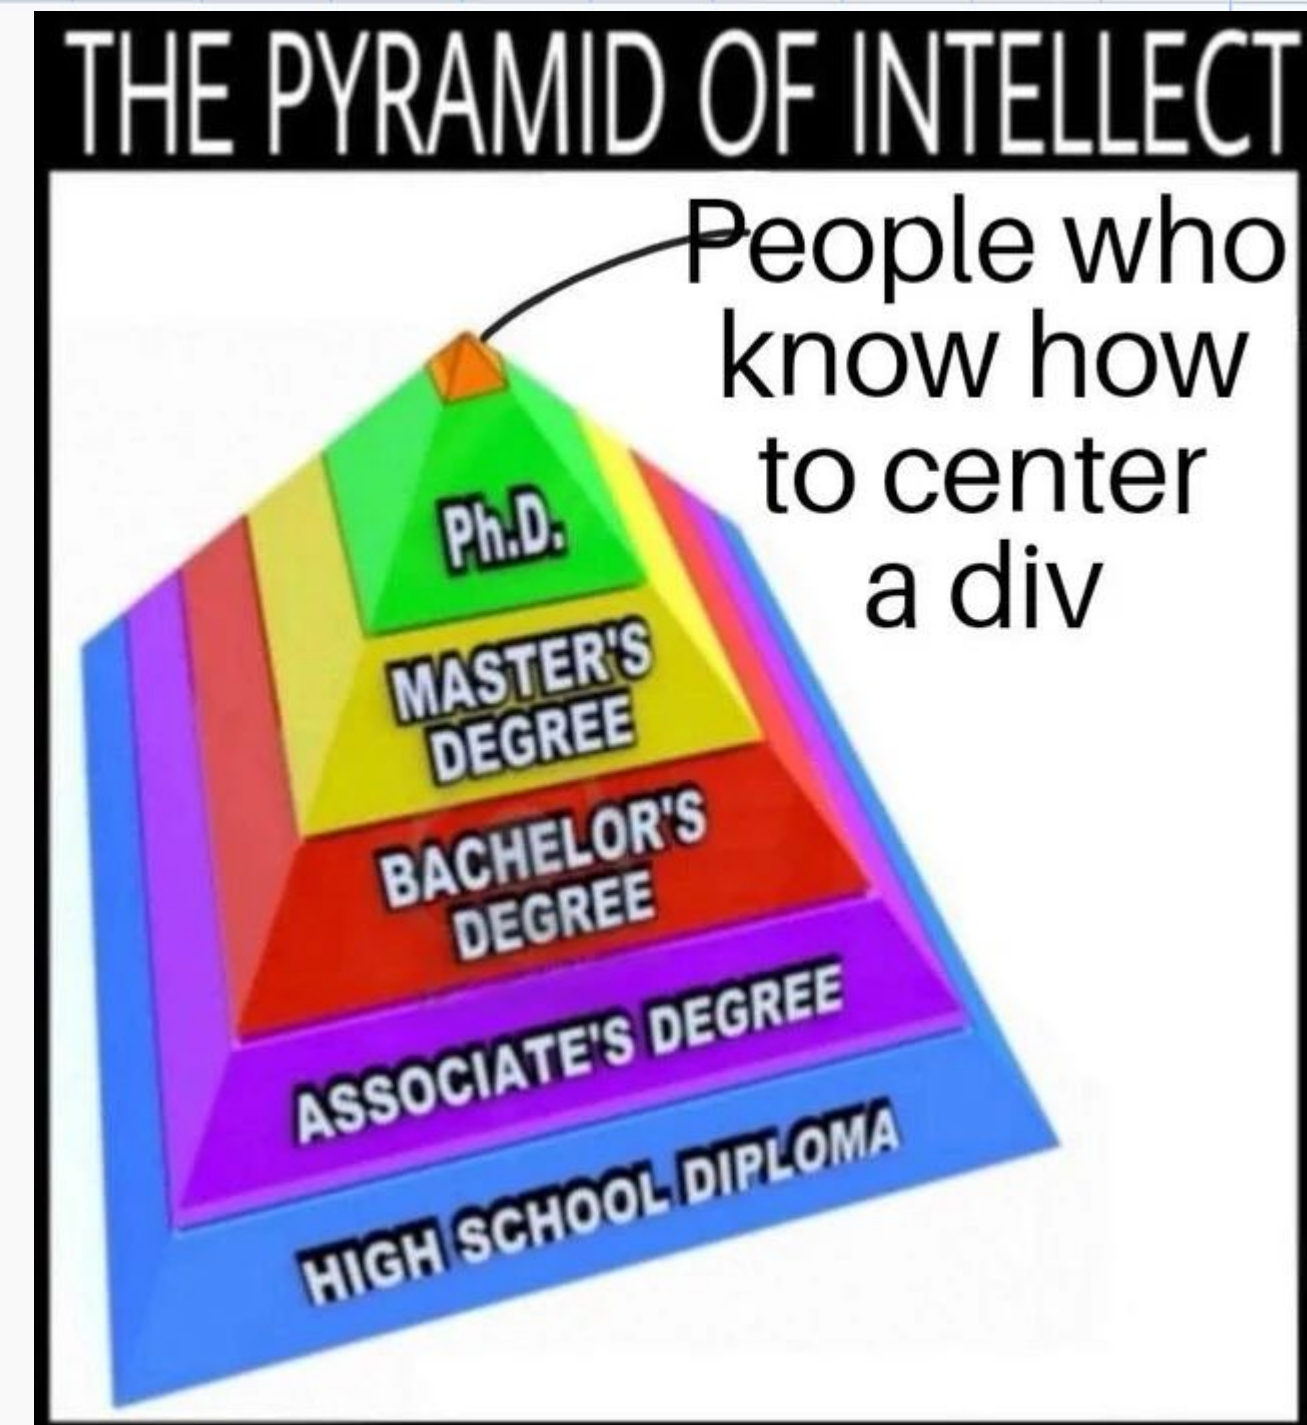 THE PYRAMID OF INTELLECT
People who
know how
to center
a div
Ph.D.
MASTER'S
DEGREE
BACHELOR'S
DEGREE
ASSOCIATE'S DEGREE
HIGH SCHOOL DIPLOMA